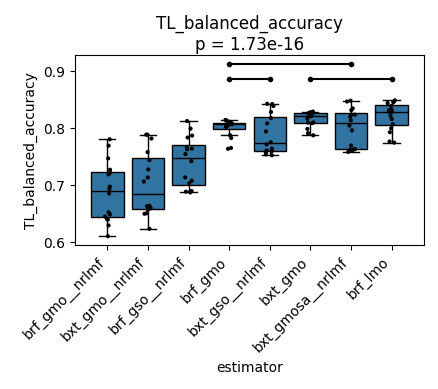 TL_balanced_accuracy
p = 1.73e-16
TL_balanced_accuracy
0.9
0.8
0.7
0.6
brf_gmo__nrlmf
bxt_gmo__nrlmf
brf_gso__nrlmf
brf_gmo
bxt_gso__nrlmf
bxt_gmo
bxt_gmosa__nrlmf
brf_lmo
estimator